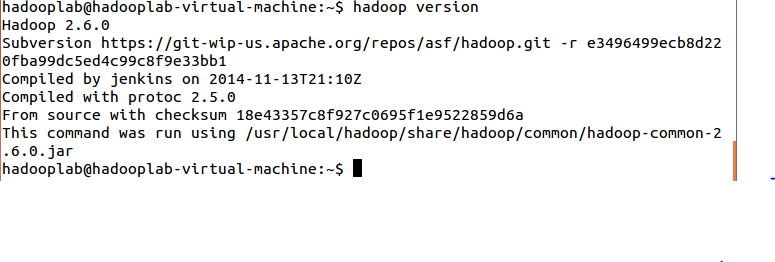 hadooplab@hadooplab-virtual-machine:~$ hadoop version
Hadoop 2.6.0
Subversion https://git-wip-us.apache.org/repos/asf/hadoop.git -r e3496499ecb8d22
0fba99dc5ed4c99c8f9e33bb1
Compiled by jenkins on 2014-11-13T21:10Z
Compiled with protoc 2.5.0
From source with checksum 18e43357c8f927c0695f1e9522859d6a
This command was run using /usr/local/hadoop/share/hadoop/common/hadoop-common-2
.6.0.jar
hadooplab@hadooplab-virtual-machine:~$